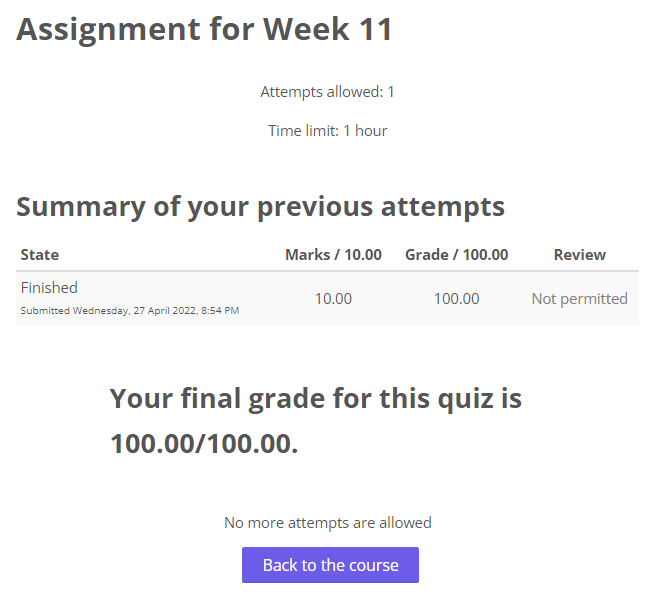 Assignment for Week 11
Attempts allowed: 1
Time limit: 1 hour
Summary of your previous attempts
State Marks / 10.00 Grade / 100.00 Review
Finished
Submitted Wednesday, 27 April 2022, 8:54 PM
10.00 100.00 Not permitted
Your final grade for this quiz is
100.00/100.00.
No more attempts are allowed
Back to the course